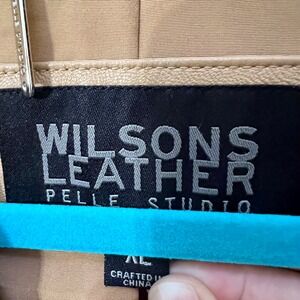 WILSONS
LEATHER
PELLE STUDIO
XL
CRAFTED IN
CHINA